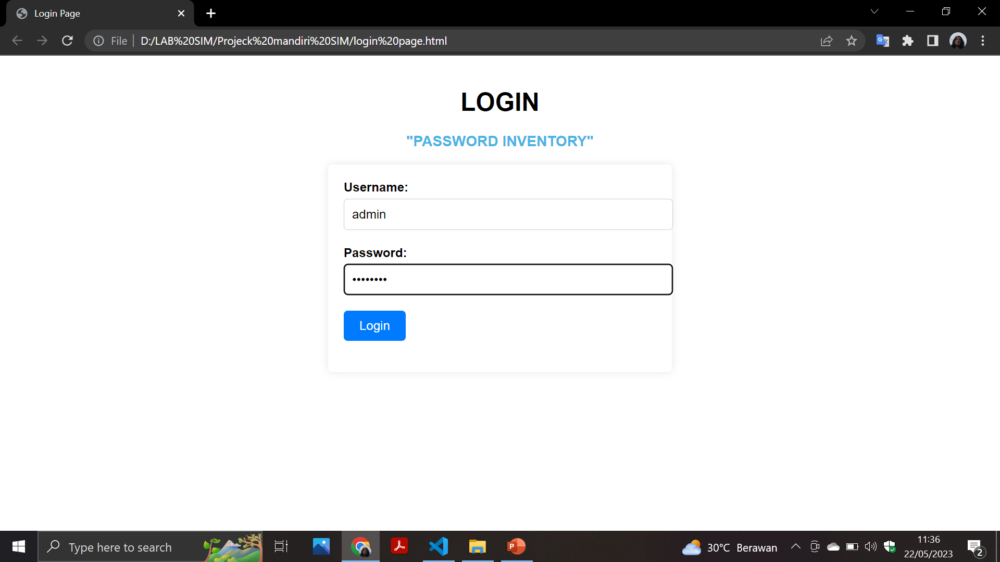 Login Page
File
D:/LAB%20SIM/Projeck%20mandiri%20SIM/login%20page.html
LOGIN
"PASSWORD INVENTORY"
Username:
admin
Password:
••••••••
Login
Type here to search
30°C Berawan
11:36
22/05/2023
2